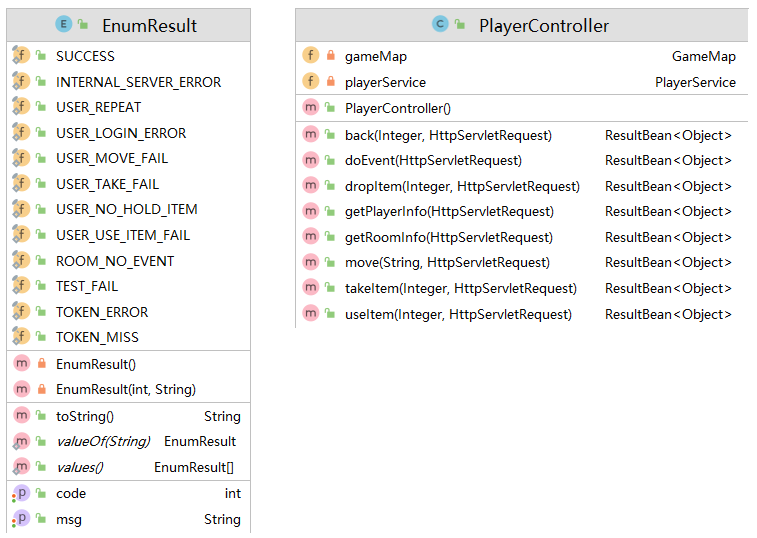 EnumResult
SUCCESS
INTERNAL_SERVER_ERROR
USER_REPEAT
USER_LOGIN_ERROR
USER_MOVE_FAIL
USER_TAKE_FAIL
USER_NO_HOLD_ITEM
USER_USE_ITEM_FAIL
ROOM_NO_EVENT
TEST_FAIL
TOKEN_ERROR
TOKEN_MISS
EnumResult()
EnumResult(int, String)
toString() String
valueOf(String) EnumResult
values() EnumResult[]
code int
msg String
PlayerController
gameMap GameMap
playerService PlayerService
PlayerController()
back(Integer, HttpServletRequest) ResultBean<Object>
doEvent(HttpServletRequest) ResultBean<Object>
dropItem(Integer, HttpServletRequest) ResultBean<Object>
getPlayerInfo(HttpServletRequest) ResultBean<Object>
getRoomInfo(HttpServletRequest) ResultBean<Object>
move(String, HttpServletRequest) ResultBean<Object>
takeItem(Integer, HttpServletRequest) ResultBean<Object>
useItem(Integer, HttpServletRequest) ResultBean<Object>